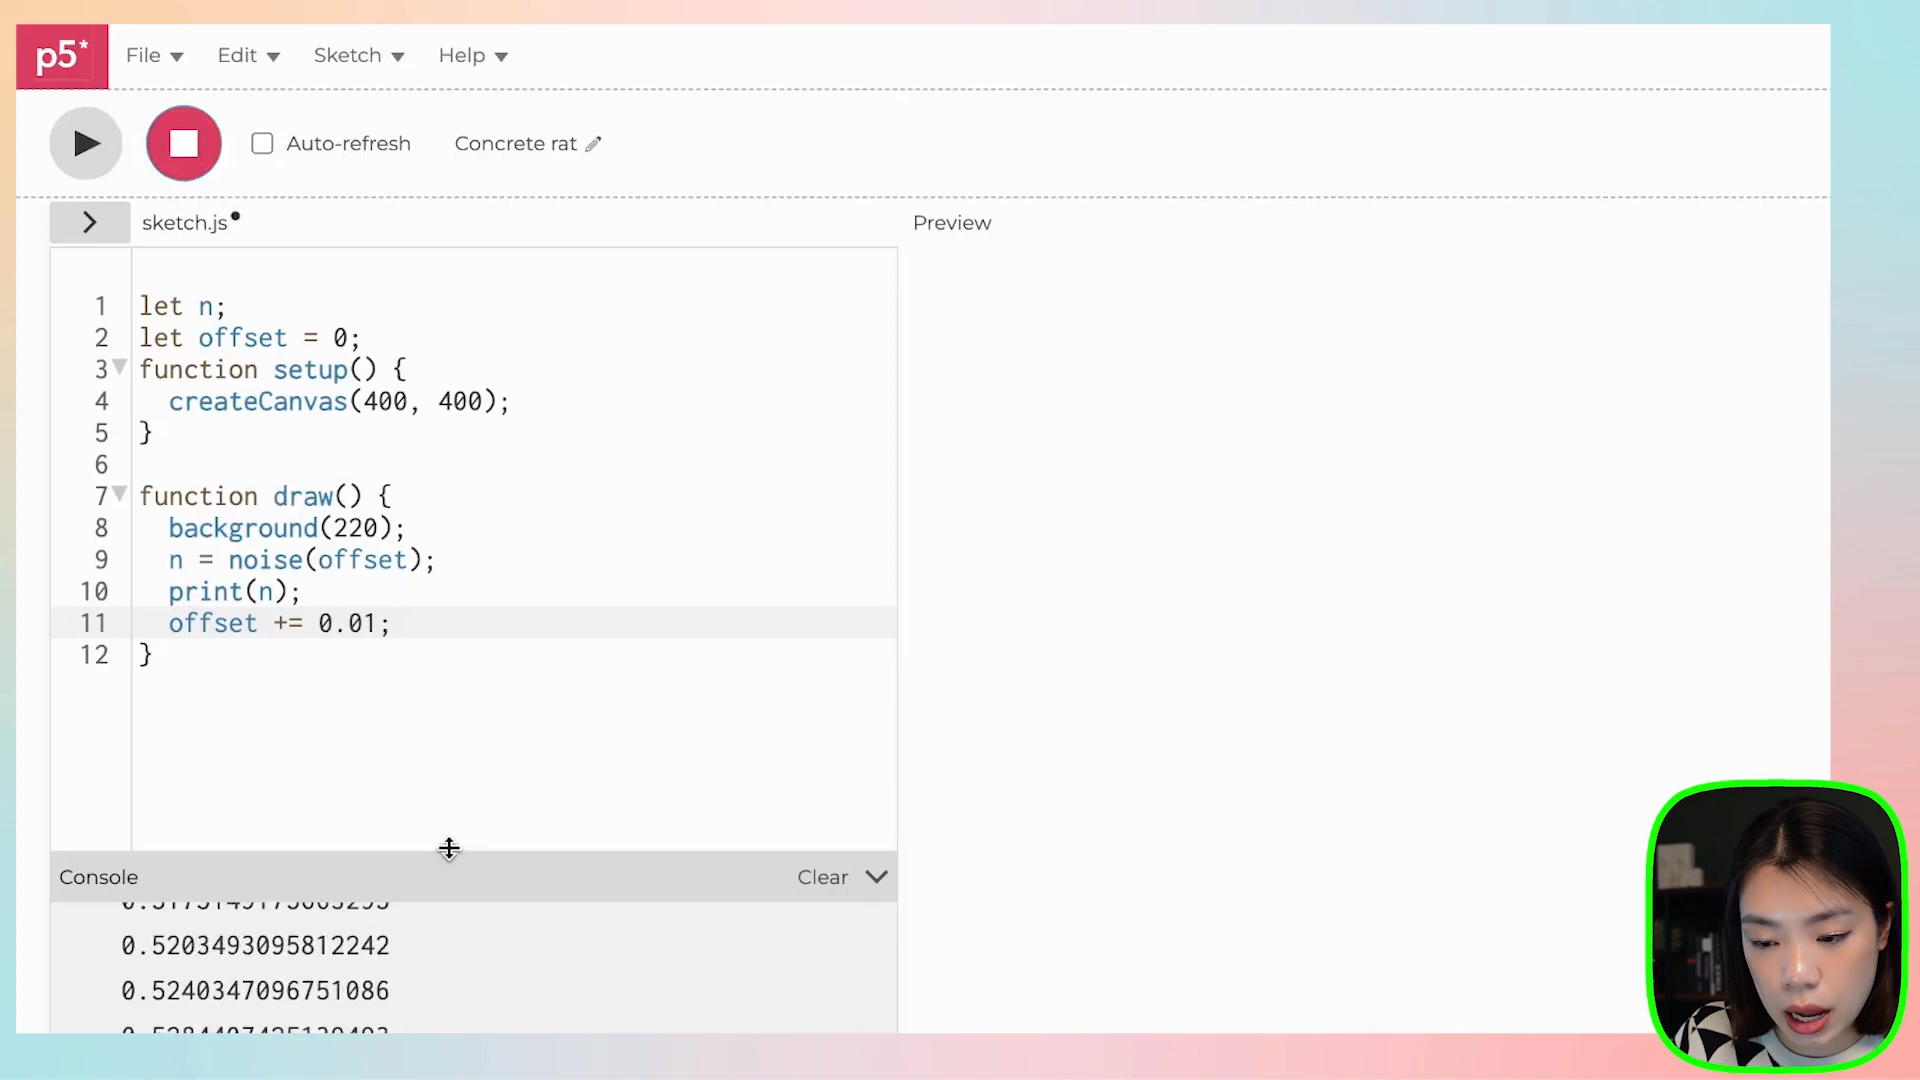 p5*
File
Edit
Sketch
Help
Auto-refresh
Concrete rat
sketch.js
Preview
1 let n;
2 let offset = 0;
3 function setup() {
4 createCanvas(400, 400);
5 }
6
7 function draw() {
8 background(220);
9 n = noise(offset);
10 print(n);
11 offset += 0.01;
12 }
Console
Clear
0.5203493095812242
0.5240347096751086